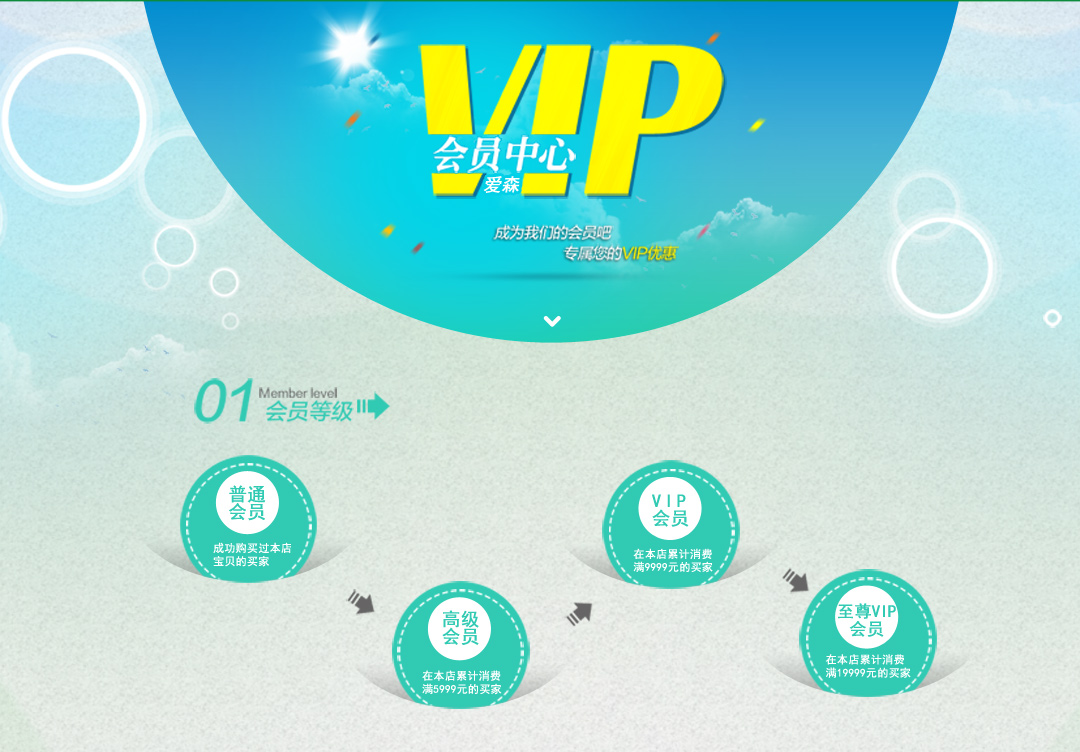 VIP
会员中心
爱森
成为我们的会员吧
专属您的VIP优惠
01
Member level
会员等级
普通
会员
成功购买过本店
宝贝的买家
高级
会员
在本店累计消费
满5999元的买家
VIP
会员
在本店累计消费
满9999元的买家
至尊VIP
会员
在本店累计消费
满19999元的买家